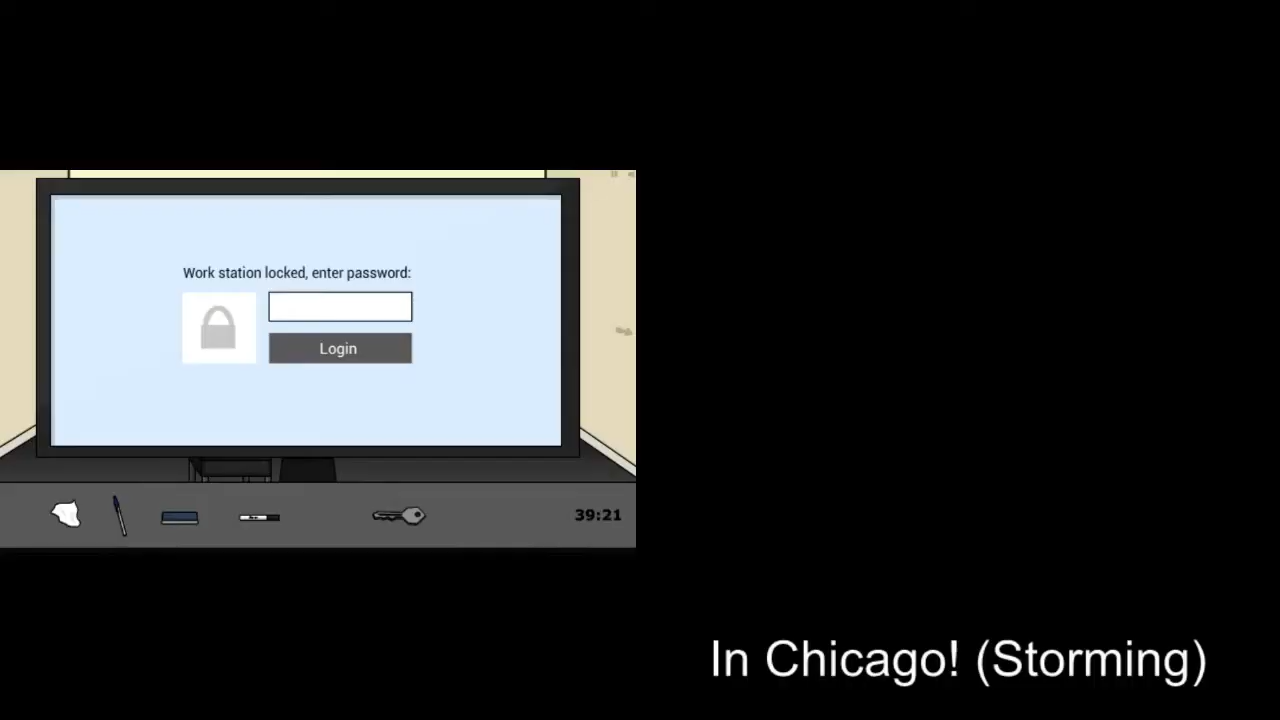 Work station locked, enter password:
Login
39:21
In Chicago! (Storming)